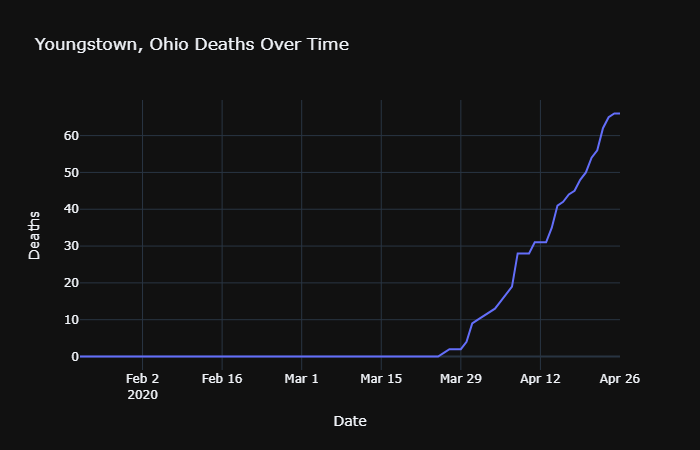 Youngstown, Ohio Deaths Over Time
Deaths
60
50
40
30
20
10
0
Feb 2 Feb 16 Mar 1 Mar 15 Mar 29 Apr 12 Apr 26
2020
Date